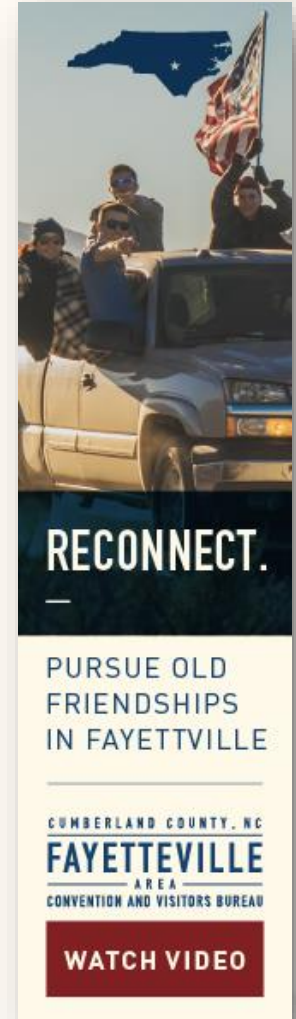 RECONNECT.
PURSUE OLD
FRIENDSHIPS
IN FAYETTVILLE
CUMBERLAND COUNTY, NC
FAYETTEVILLE
AREA
CONVENTION AND VISITORS BUREAU
WATCH VIDEO